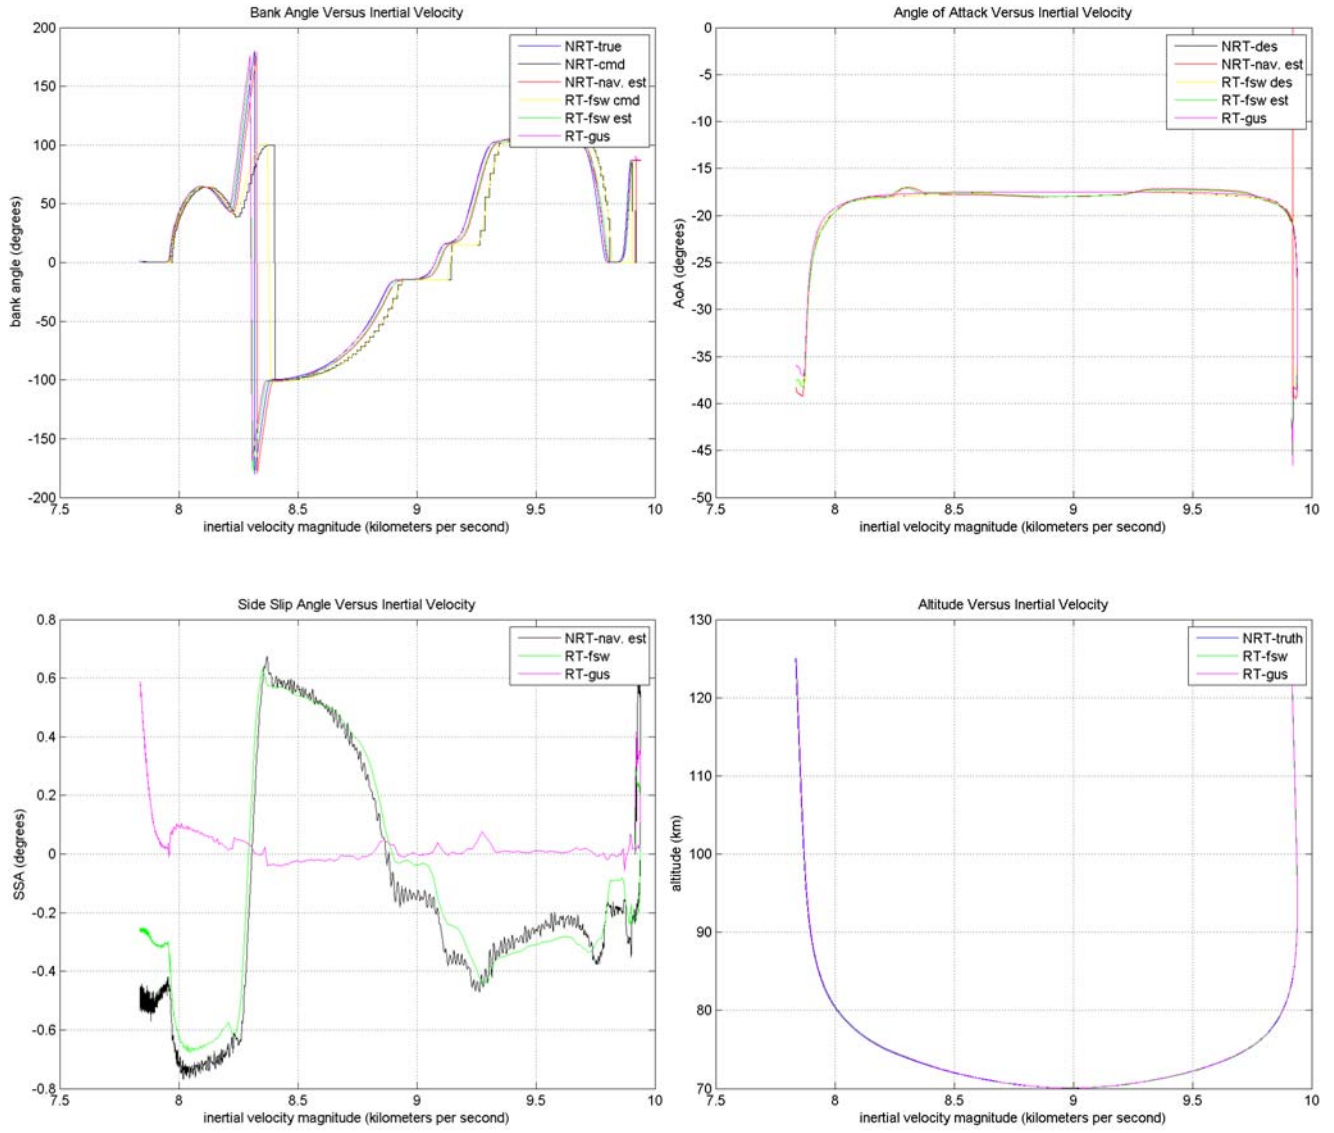 Bank Angle Versus Inertial Velocity
200
150
100
50
0
-50
-100
-150
-200
bank angle (degrees)
NRT-true
NRT-cmd
NRT-nav. est
RT-fsw cmd
RT-fsw est
RT-gus
7.5 8 8.5 9 9.5 10
inertial velocity magnitude (kilometers per second)
Angle of Attack Versus Inertial Velocity
0
-5
-10
-15
-20
-25
-30
-35
-40
-45
-50
AoA (degrees)
NRT-des
NRT-nav. est
RT-fsw des
RT-fsw est
RT-gus
7.5 8 8.5 9 9.5 10
inertial velocity magnitude (kilometers per second)
Side Slip Angle Versus Inertial Velocity
0.8
0.6
0.4
0.2
0
-0.2
-0.4
-0.6
-0.8
SSA (degrees)
NRT-nav. est
RT-fsw
RT-gus
7.5 8 8.5 9 9.5 10
inertial velocity magnitude (kilometers per second)
Altitude Versus Inertial Velocity
130
120
110
100
90
80
70
altitude (km)
NRT-truth
RT-fsw
RT-gus
7.5 8 8.5 9 9.5 10
inertial velocity magnitude (kilometers per second)